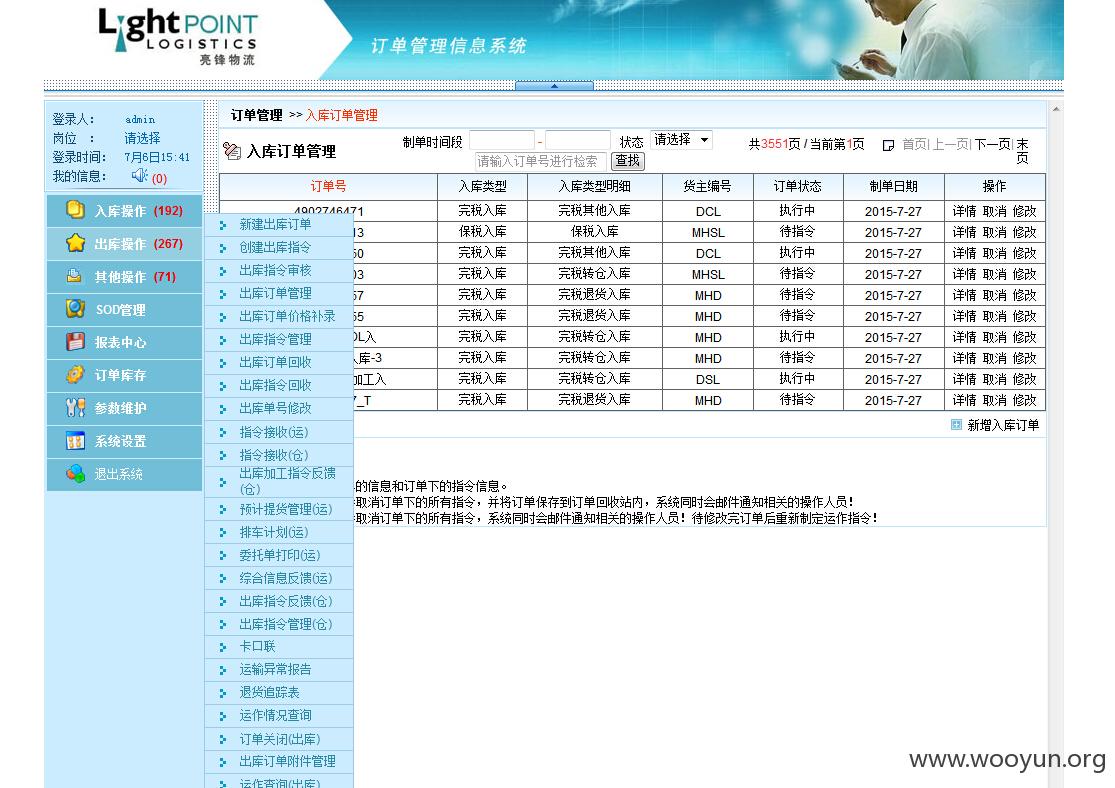 LightPOINT
LOGISTICS
亮锋物流
订单管理信息系统
登录人： admin
岗位 ： 请选择
登录时间： 7月6日15:41
我的信息： (0)
入库操作 (192)
出库操作 (267)
其他操作 (71)
SOD管理
报表中心
订单库存
参数维护
系统设置
退出系统
新建出库订单
创建出库指令
出库指令审核
出库订单管理
出库订单价格补录
出库指令管理
出库订单回收
出库指令回收
出库单号修改
指令接收(运)
指令接收(仓)
出库加工指令反馈
(仓)
预计提货管理(运)
排车计划(运)
委托单打印(运)
综合信息反馈(运)
出库指令反馈(仓)
出库指令管理(仓)
卡口联
运输异常报告
退货追踪表
运作情况查询
订单关闭(出库)
出库订单附件管理
运作查询(出库)
订单管理 >> 入库订单管理
入库订单管理
制单时间段 - 状态 请选择
请输入订单号进行检索 查找
共3551页/当前第1页 首页|上一页|下一页|末
页
订单号 入库类型 入库类型明细 货主编号 订单状态 制单日期 操作
4902746471 完税入库 完税其他入库 DCL 执行中 2015-7-27 详情 取消 修改
13 保税入库 保税入库 MHSL 待指令 2015-7-27 详情 取消 修改
50 完税入库 完税其他入库 DCL 执行中 2015-7-27 详情 取消 修改
03 完税入库 完税转仓入库 MHSL 待指令 2015-7-27 详情 取消 修改
57 完税入库 完税退货入库 MHD 待指令 2015-7-27 详情 取消 修改
55 完税入库 完税退货入库 MHD 待指令 2015-7-27 详情 取消 修改
OL入 完税入库 完税转仓入库 MHD 执行中 2015-7-27 详情 取消 修改
入库-3 完税入库 完税转仓入库 MHD 待指令 2015-7-27 详情 取消 修改
加工入 完税入库 完税转仓入库 DSL 执行中 2015-7-27 详情 取消 修改
7_T 完税入库 完税退货入库 MHD 待指令 2015-7-27 详情 取消 修改
新增入库订单
的信息和订单下的指令信息。
取消订单下的所有指令，并将订单保存到订单回收站内，系统同时会邮件通知相关的操作人员！
取消订单下的所有指令，系统同时会邮件通知相关的操作人员！待修改完订单后重新制定运作指令！
www.wooyun.org